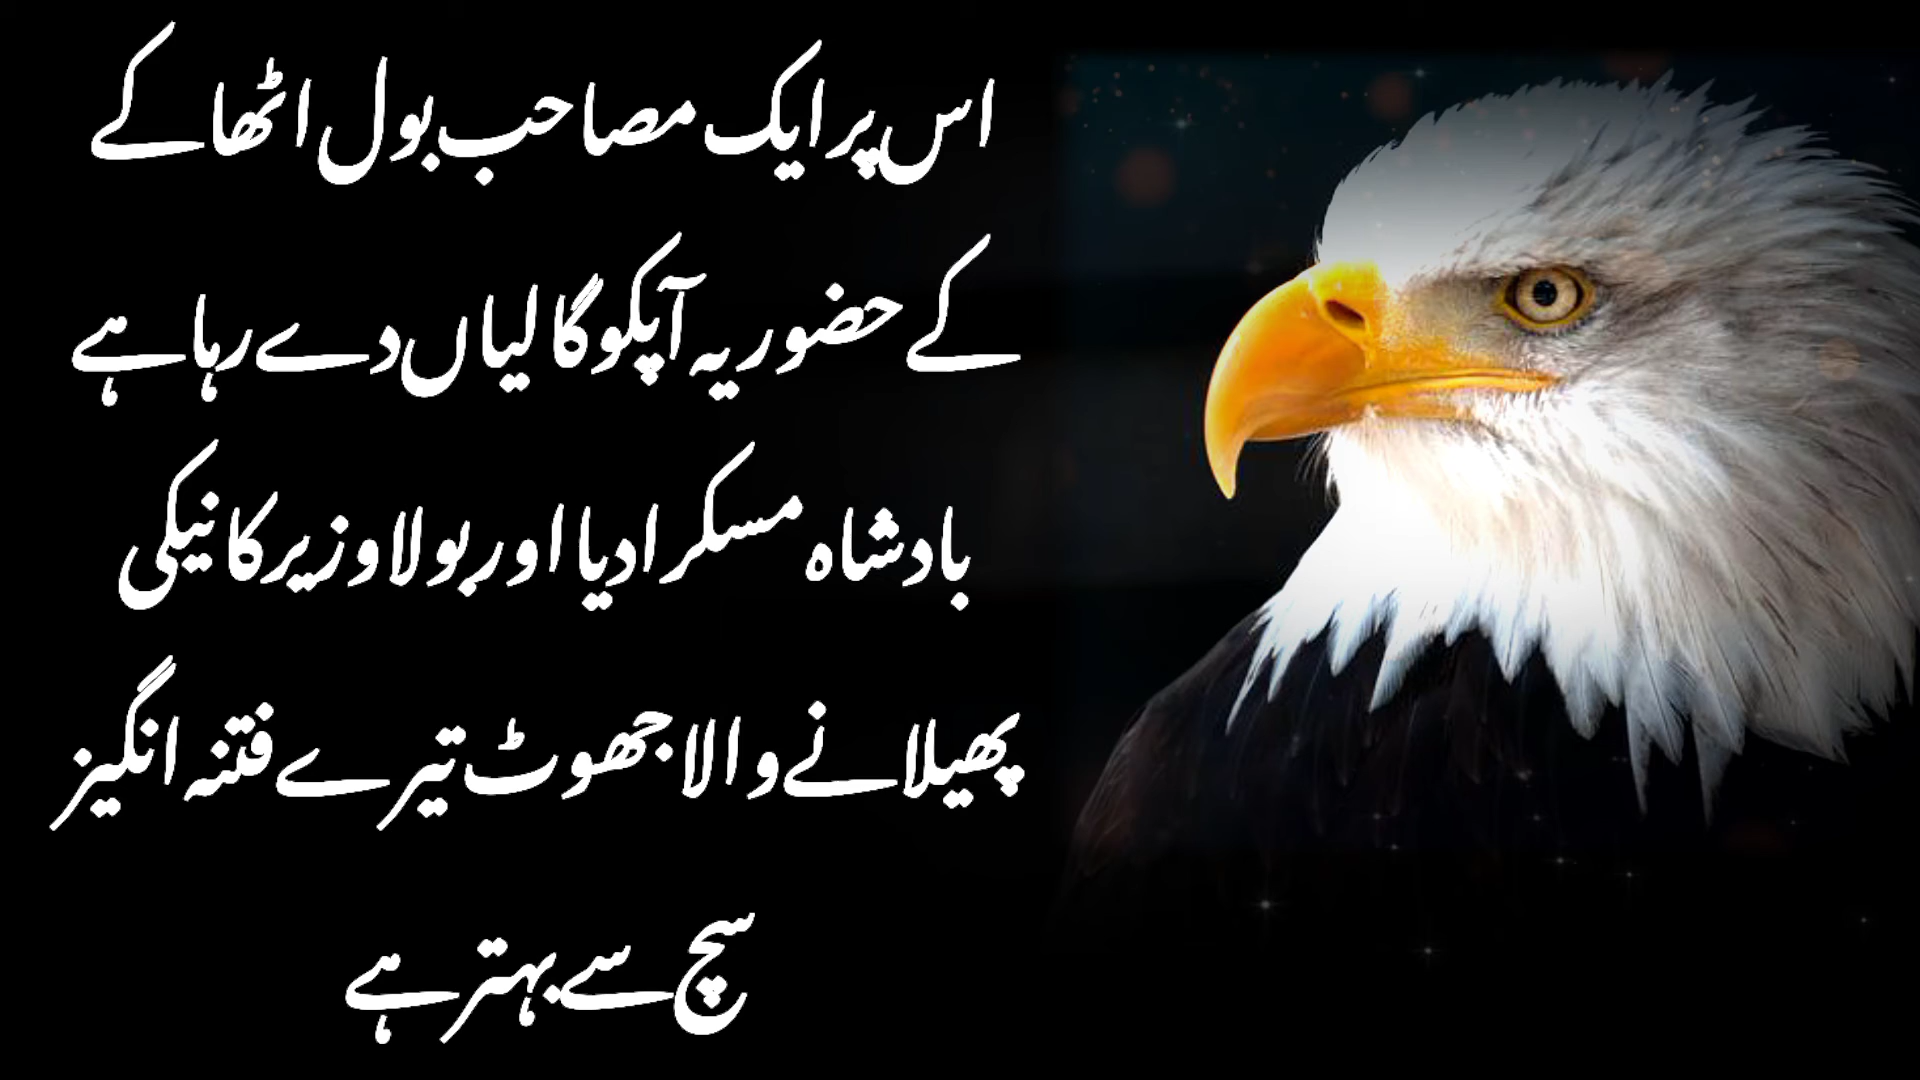 اس پر ایک مصاحب بول اٹھا کے
کے حضور یہ آپکو گالیاں دے رہا ہے
بادشاہ مسکرا دیا اور بولا وزیر کا نیکی
پھیلانے والا جھوٹ تیرے فتنہ انگیز
سچ سے بہتر ہے